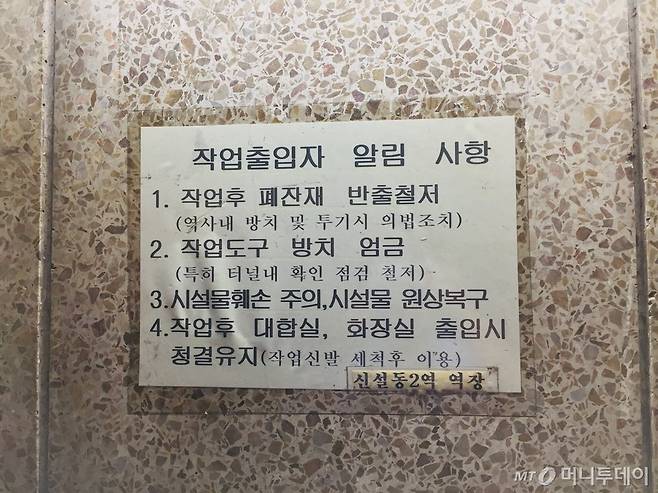 작업출입자 알림 사항
1. 작업후 폐잔재 반출철저
(역사내 방치 및 투기시 의법조치)
2. 작업도구 방치 엄금
(특히 터널내 확인 점검 철저)
3.시설물훼손 주의,시설물 원상복구
4.작업후 대합실, 화장실 출입시
청결유지(작업신발 세척후 이용)
신설동2역 역장
MT 머니투데이